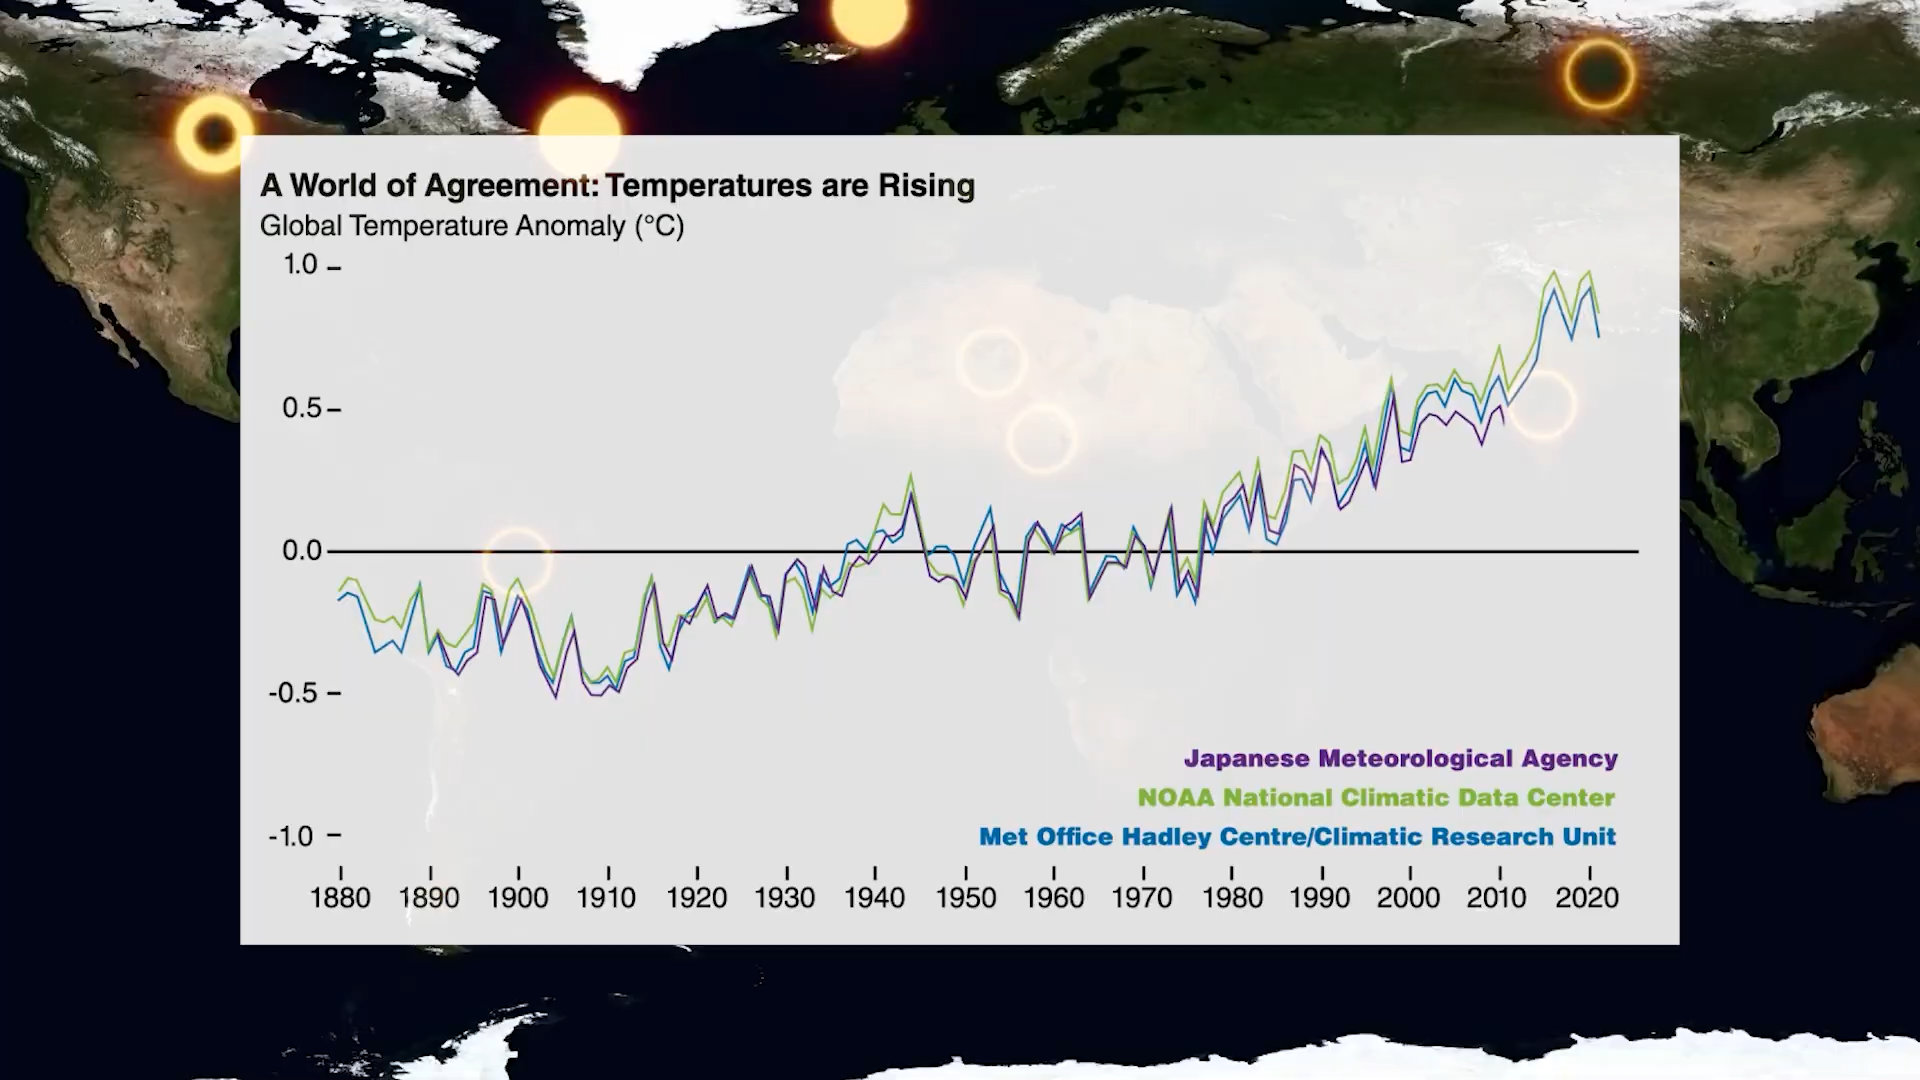 A World of Agreement: Temperatures are Rising
Global Temperature Anomaly (°C)
1.0
0.5
0.0
-0.5
-1.0
Japanese Meteorological Agency
NOAA National Climatic Data Center
Met Office Hadley Centre/Climatic Research Unit
1880 1890 1900 1910 1920 1930 1940 1950 1960 1970 1980 1990 2000 2010 2020